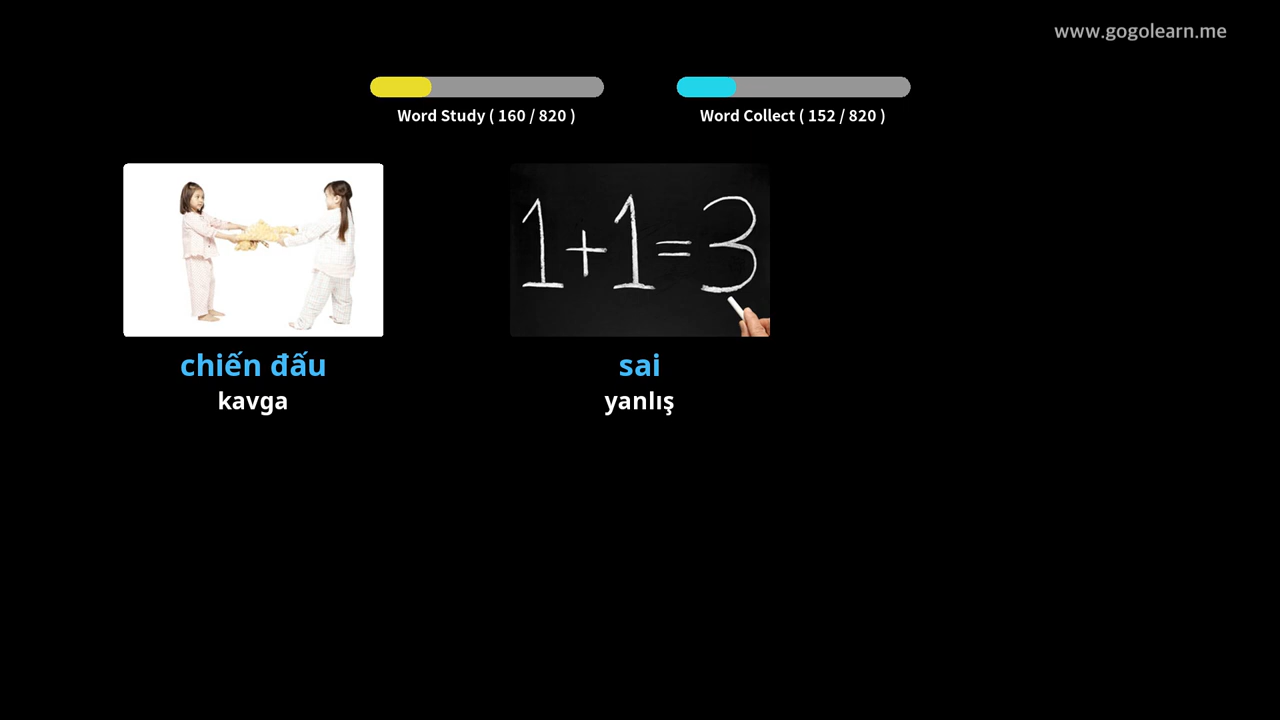 www.gogolearn.me
Word Study ( 160 / 820 )
Word Collect ( 152 / 820 )
1+1=3
chiến đấu
kavga
sai
yanlış